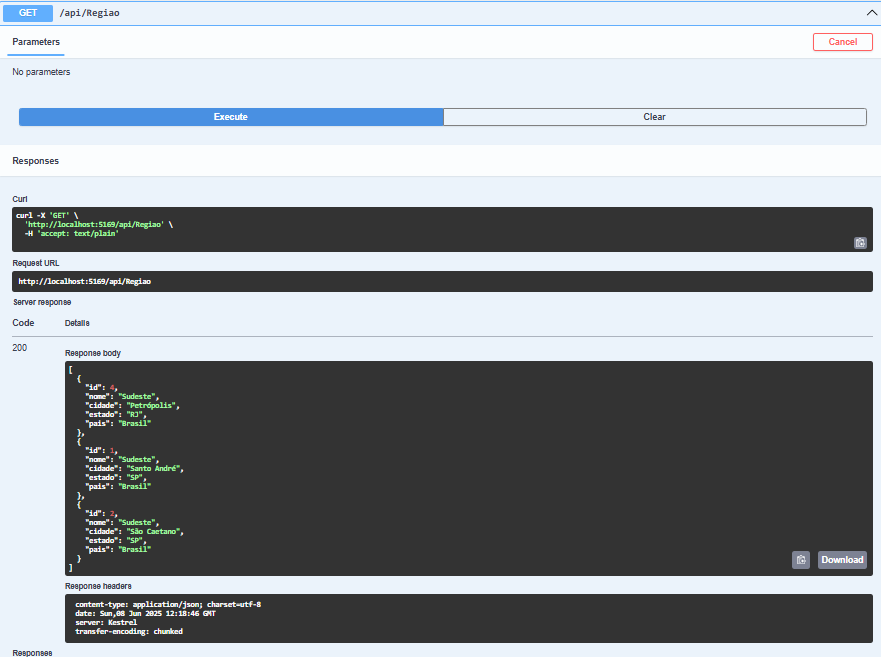 GET /api/Regiao
Parameters
Cancel
No parameters
Execute
Clear
Responses
Curl
curl -X 'GET' \
  'http://localhost:5169/api/Regiao' \
  -H 'accept: text/plain'
Request URL
http://localhost:5169/api/Regiao
Server response
Code Details
200
Response body
[
  {
    "id": 4,
    "nome": "Sudeste",
    "cidade": "Petrópolis",
    "estado": "RJ",
    "pais": "Brasil"
  },
  {
    "id": 1,
    "nome": "Sudeste",
    "cidade": "Santo André",
    "estado": "SP",
    "pais": "Brasil"
  },
  {
    "id": 2,
    "nome": "Sudeste",
    "cidade": "São Caetano",
    "estado": "SP",
    "pais": "Brasil"
  }
]
Download
Response headers
content-type: application/json; charset=utf-8
date: Sun,08 Jun 2025 12:18:46 GMT
server: Kestrel
transfer-encoding: chunked
Responses